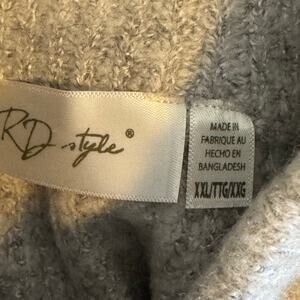 RD style®
MADE IN
FABRIQUE AU
HECHO EN
BANGLADESH
XXL/TTG/XXG